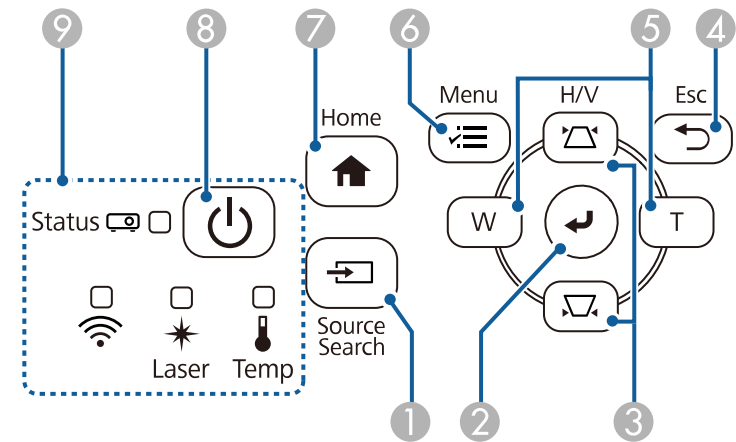 9 8 7 6 5 4
Menu H/V Esc
Home
Status
W T
Source
Search
Laser Temp
1 2 3